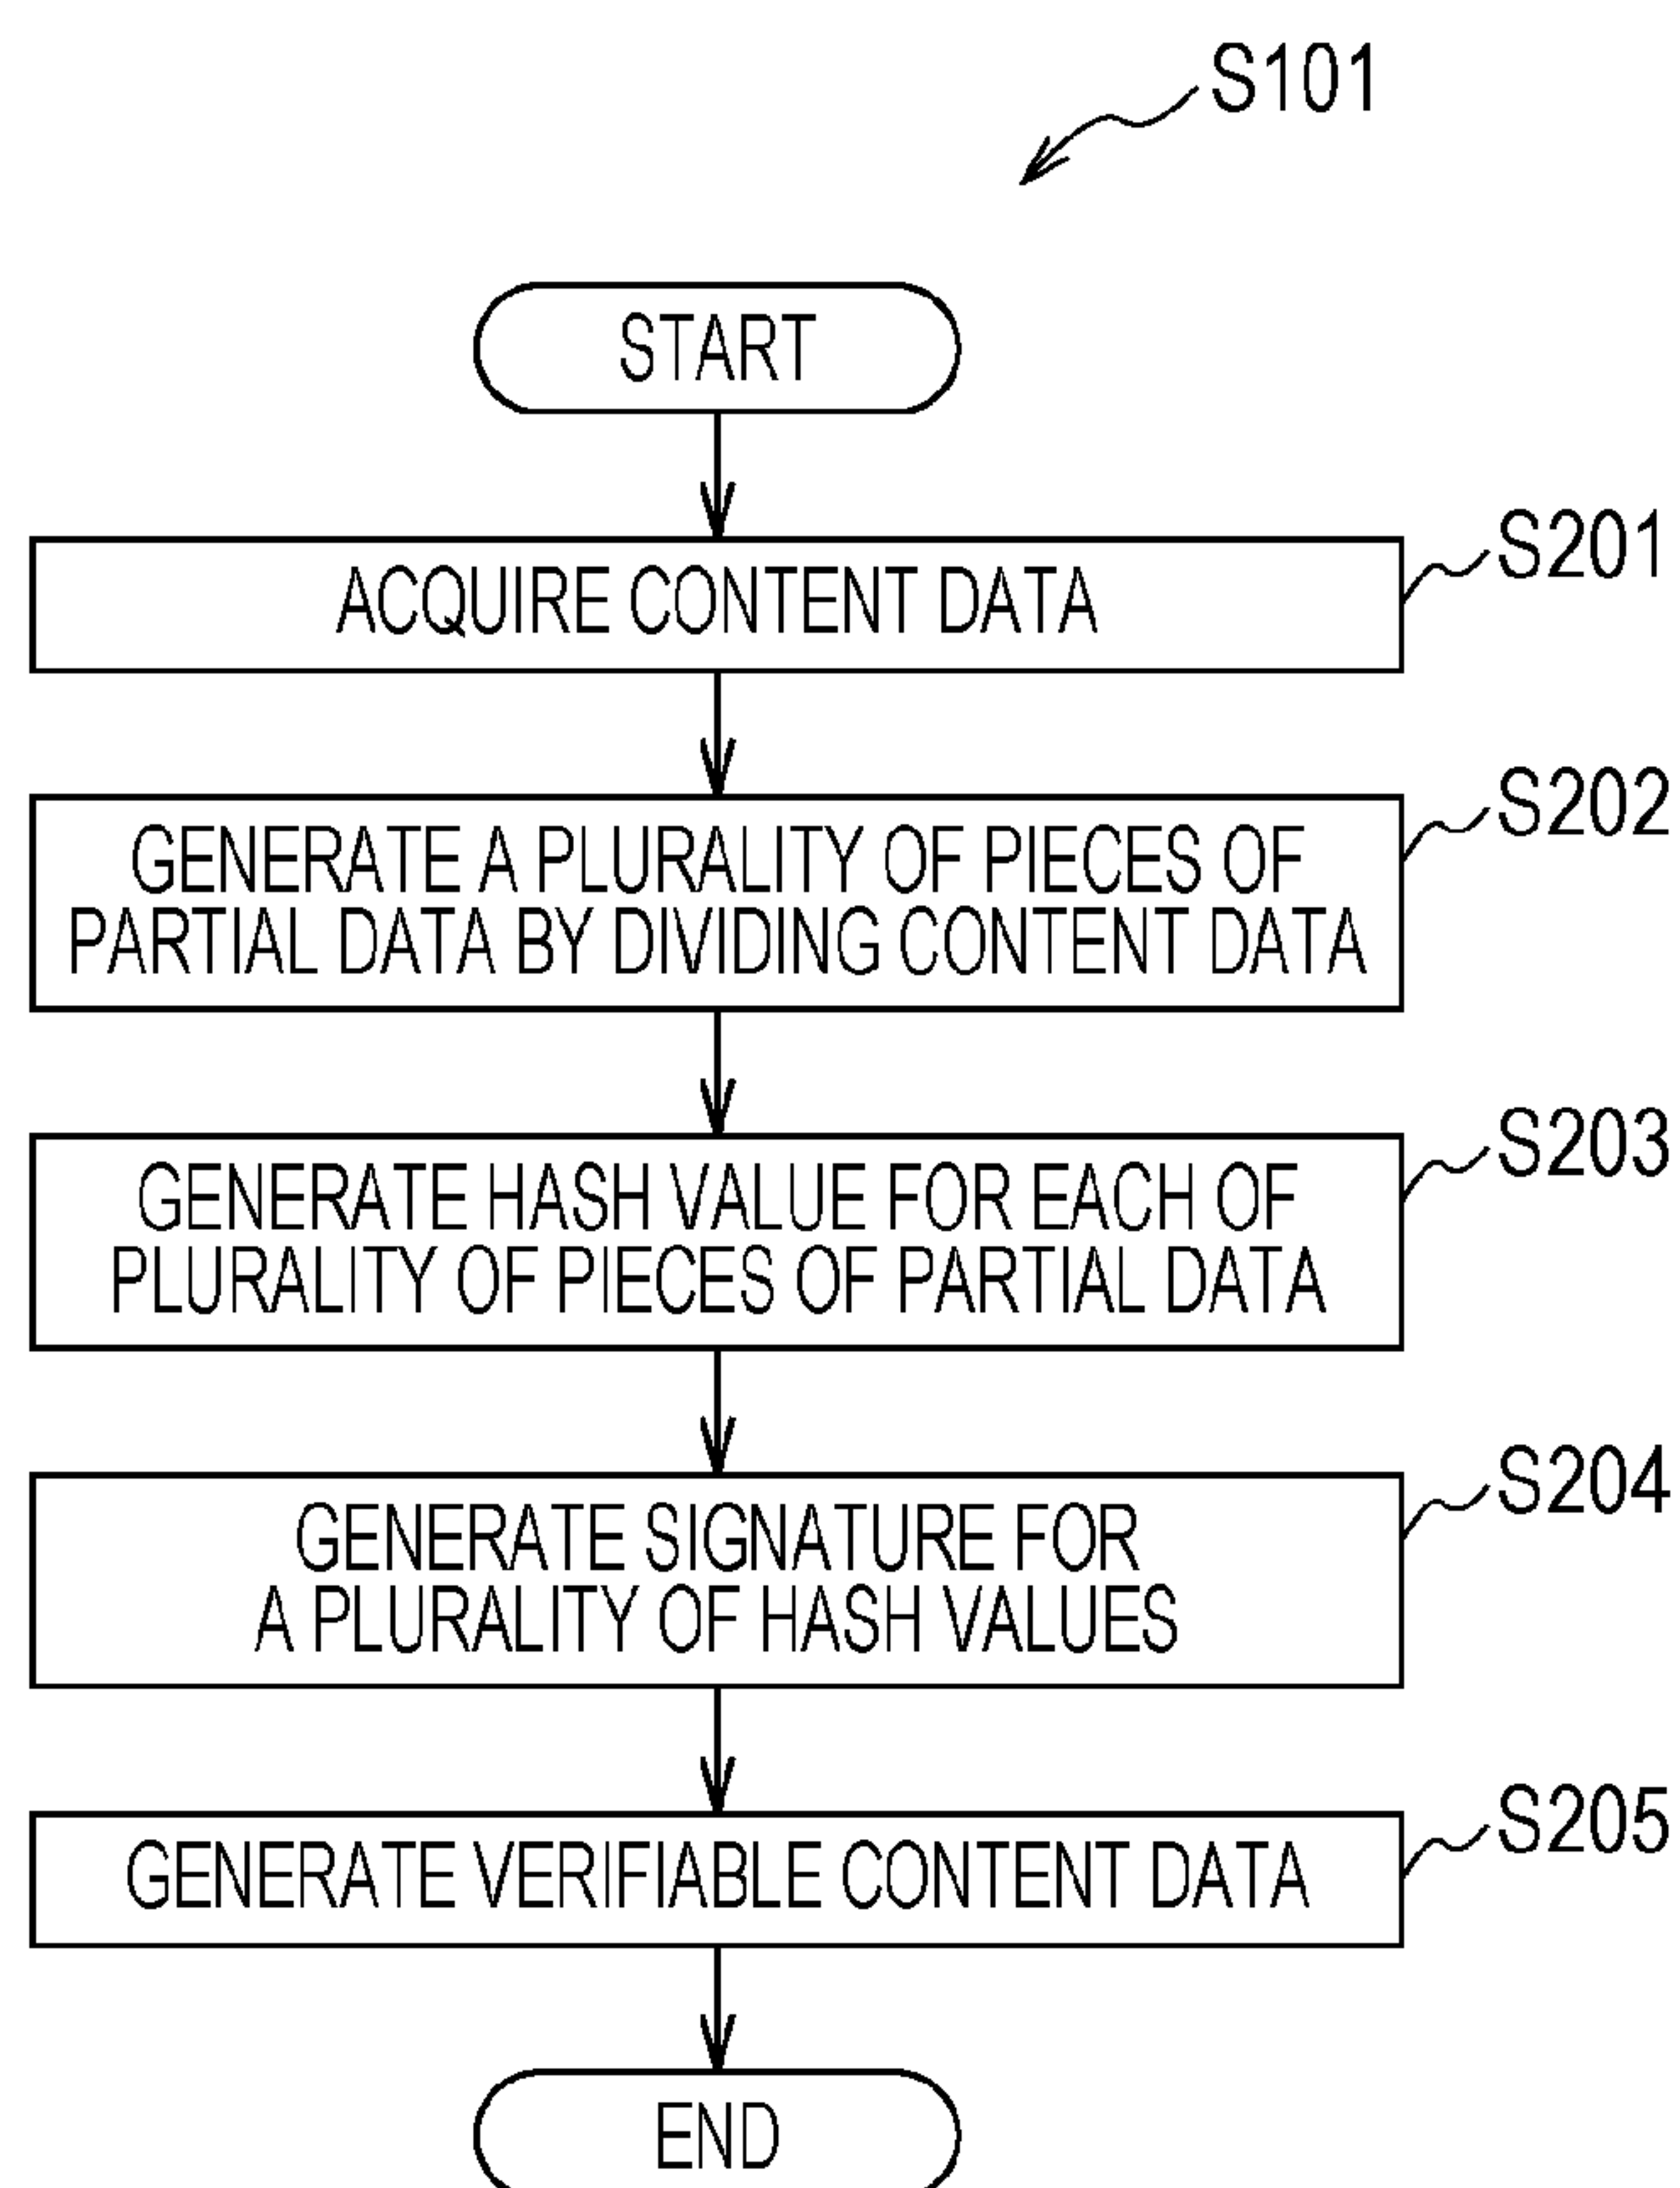 S101
START
ACQUIRE CONTENT DATA
S201
GENERATE A PLURALITY OF PIECES OF
PARTIAL DATA BY DIVIDING CONTENT DATA
S202
GENERATE HASH VALUE FOR EACH OF
PLURALITY OF PIECES OF PARTIAL DATA
S203
GENERATE SIGNATURE FOR
A PLURALITY OF HASH VALUES
S204
GENERATE VERIFIABLE CONTENT DATA
S205
END